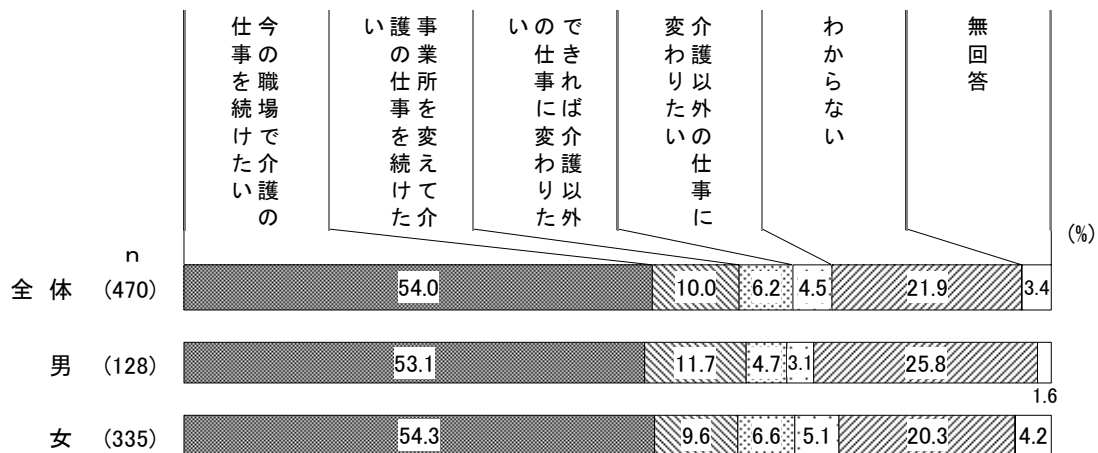 今の職場で介護の
仕事を続けたい
事業所を変えて介
護の仕事を続けた
い
できれば介護以外
の仕事に変わりた
い
介護以外の仕事に
変わりたい
わからない
無回答
(%)
n
全体 (470) 54.0 10.0 6.2 4.5 21.9 3.4
男 (128) 53.1 11.7 4.7 3.1 25.8 1.6
女 (335) 54.3 9.6 6.6 5.1 20.3 4.2